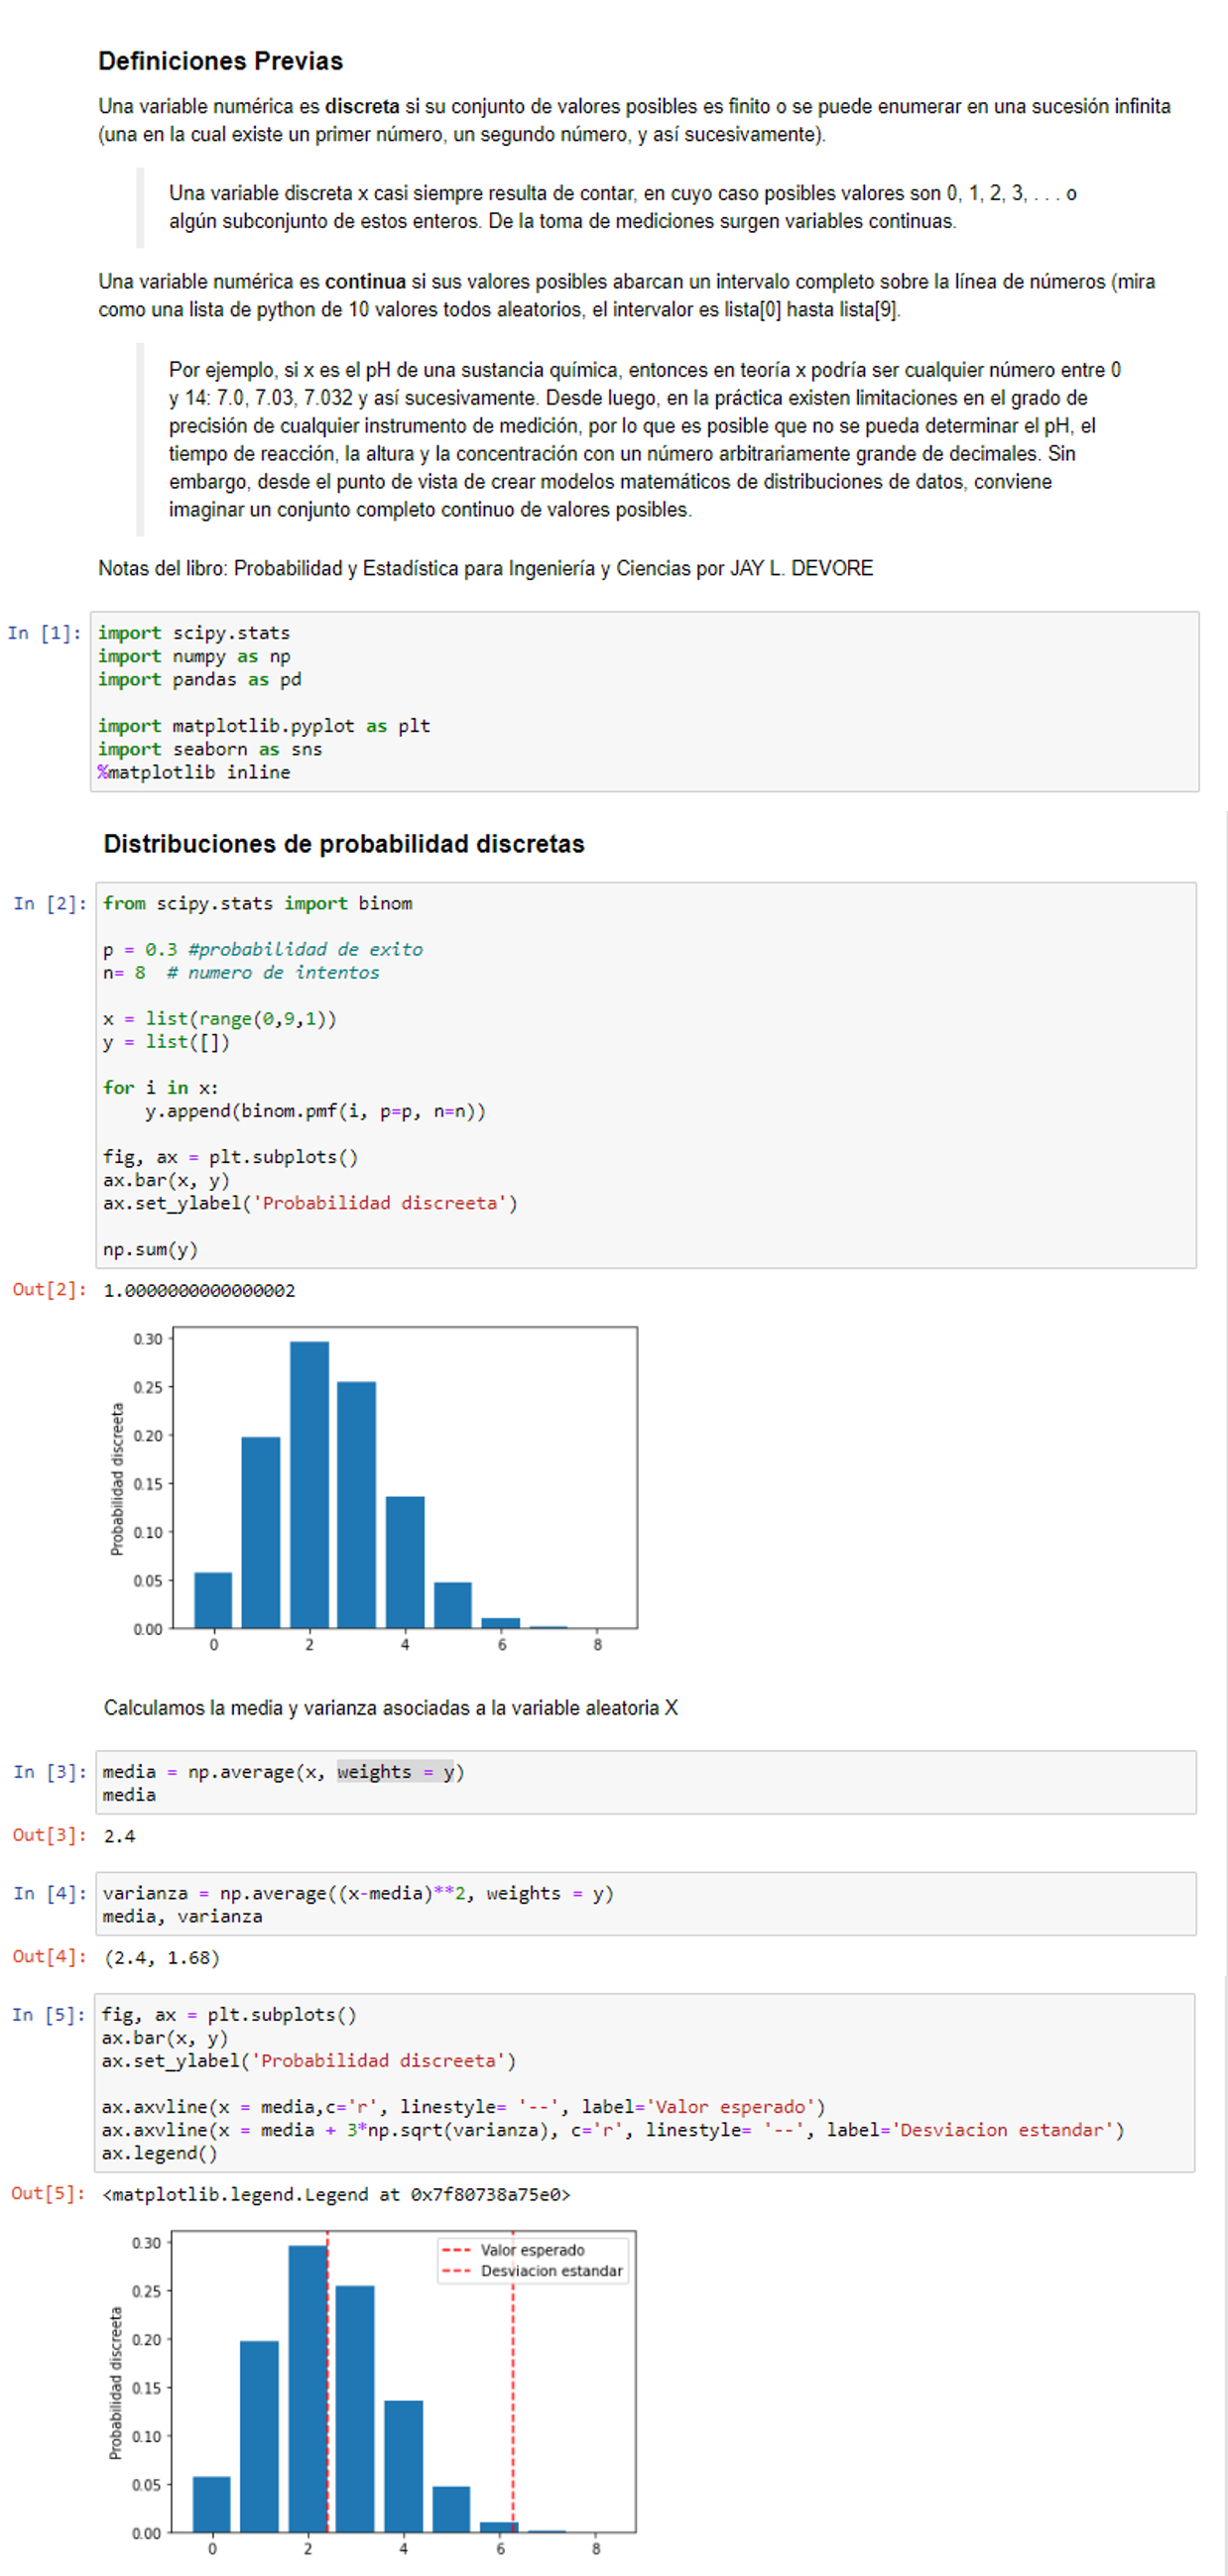 Definiciones Previas
Una variable numérica es discreta si su conjunto de valores posibles es finito o se puede enumerar en una sucesión infinita
(una en la cual existe un primer número, un segundo número, y así sucesivamente).
Una variable discreta x casi siempre resulta de contar, en cuyo caso posibles valores son 0, 1, 2, 3, . . . o
algún subconjunto de estos enteros. De la toma de mediciones surgen variables continuas.
Una variable numérica es continua si sus valores posibles abarcan un intervalo completo sobre la línea de números (mira
como una lista de python de 10 valores todos aleatorios, el intervalor es lista[0] hasta lista[9].
Por ejemplo, si x es el pH de una sustancia química, entonces en teoría x podría ser cualquier número entre 0
y 14: 7.0, 7.03, 7.032 y así sucesivamente. Desde luego, en la práctica existen limitaciones en el grado de
precisión de cualquier instrumento de medición, por lo que es posible que no se pueda determinar el pH, el
tiempo de reacción, la altura y la concentración con un número arbitrariamente grande de decimales. Sin
embargo, desde el punto de vista de crear modelos matemáticos de distribuciones de datos, conviene
imaginar un conjunto completo continuo de valores posibles.
Notas del libro: Probabilidad y Estadística para Ingeniería y Ciencias por JAY L. DEVORE
In [1]: import scipy.stats
import numpy as np
import pandas as pd
import matplotlib.pyplot as plt
import seaborn as sns
%matplotlib inline
Distribuciones de probabilidad discretas
In [2]: from scipy.stats import binom
p = 0.3 #probabilidad de exito
n= 8  # numero de intentos
x = list(range(0,9,1))
y = list([])
for i in x:
    y.append(binom.pmf(i, p=p, n=n))
fig, ax = plt.subplots()
ax.bar(x, y)
ax.set_ylabel('Probabilidad discreeta')
np.sum(y)
Out[2]: 1.0000000000000002
0.30
0.25
0.20
0.15
0.10
0.05
0.00
Probabilidad discreeta
0 2 4 6 8
Calculamos la media y varianza asociadas a la variable aleatoria X
In [3]: media = np.average(x, weights = y)
media
Out[3]: 2.4
In [4]: varianza = np.average((x-media)**2, weights = y)
media, varianza
Out[4]: (2.4, 1.68)
In [5]: fig, ax = plt.subplots()
ax.bar(x, y)
ax.set_ylabel('Probabilidad discreeta')
ax.axvline(x = media,c='r', linestyle= '--', label='Valor esperado')
ax.axvline(x = media + 3*np.sqrt(varianza), c='r', linestyle= '--', label='Desviacion estandar')
ax.legend()
Out[5]: <matplotlib.legend.Legend at 0x7f80738a75e0>
Valor esperado
Desviacion estandar
0.30
0.25
0.20
0.15
0.10
0.05
0.00
Probabilidad discreeta
0 2 4 6 8